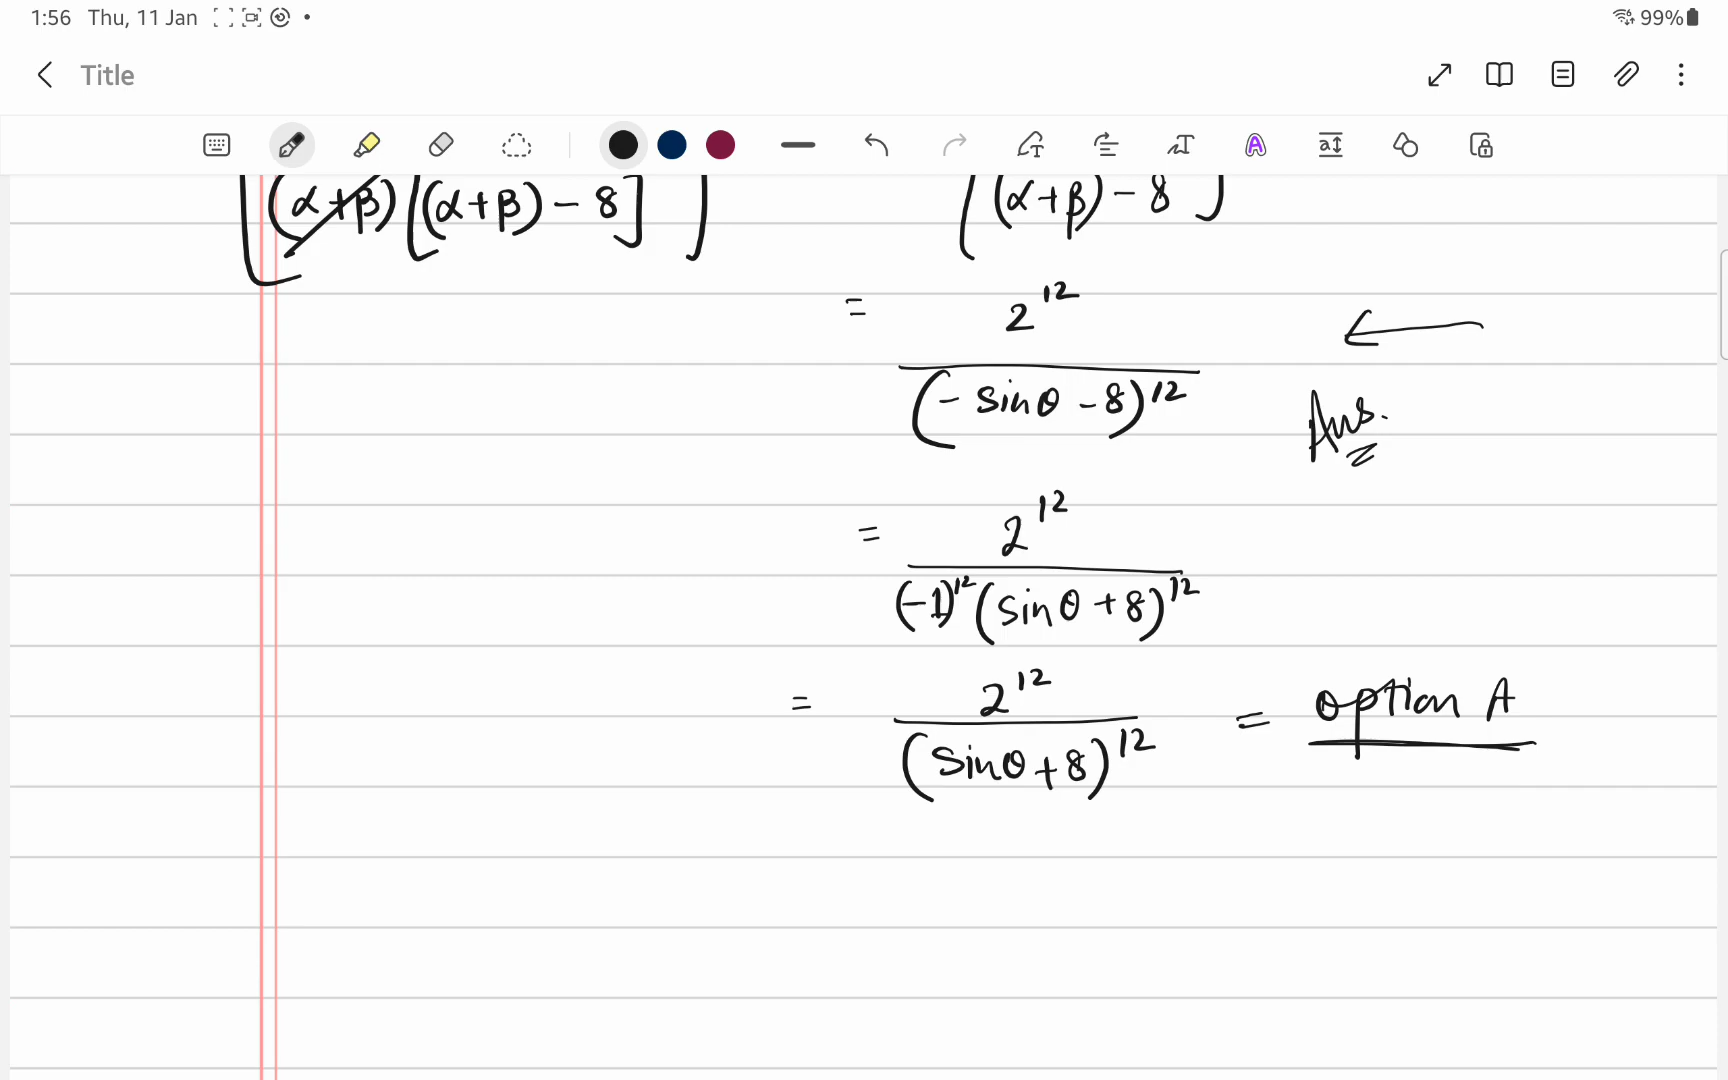 1:56 Thu, 11 Jan 99%
Title
(α+β)[(α+β) - 8] [(α+β) - 8]
= 2^12
(- sinθ - 8)^12
Ans.
= 2^12
(-1)^12 (sinθ + 8)^12
= 2^12 = option A
(sinθ + 8)^12